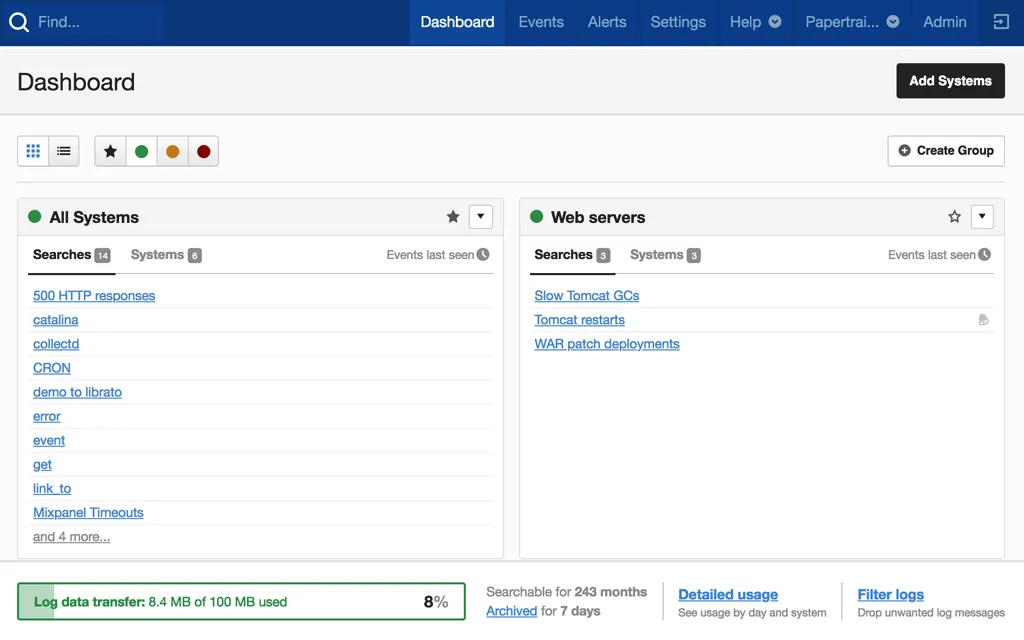 Find...
Dashboard Events Alerts Settings Help Papertrai... Admin
Dashboard
Add Systems
Create Group
All Systems
Searches 14 Systems 6 Events last seen
500 HTTP responses
catalina
collectd
CRON
demo to librato
error
event
get
link_to
Mixpanel Timeouts
and 4 more...
Web servers
Searches 3 Systems 3 Events last seen
Slow Tomcat GCs
Tomcat restarts
WAR patch deployments
Log data transfer: 8.4 MB of 100 MB used 8%
Searchable for 243 months
Archived for 7 days
Detailed usage
See usage by day and system
Filter logs
Drop unwanted log messages